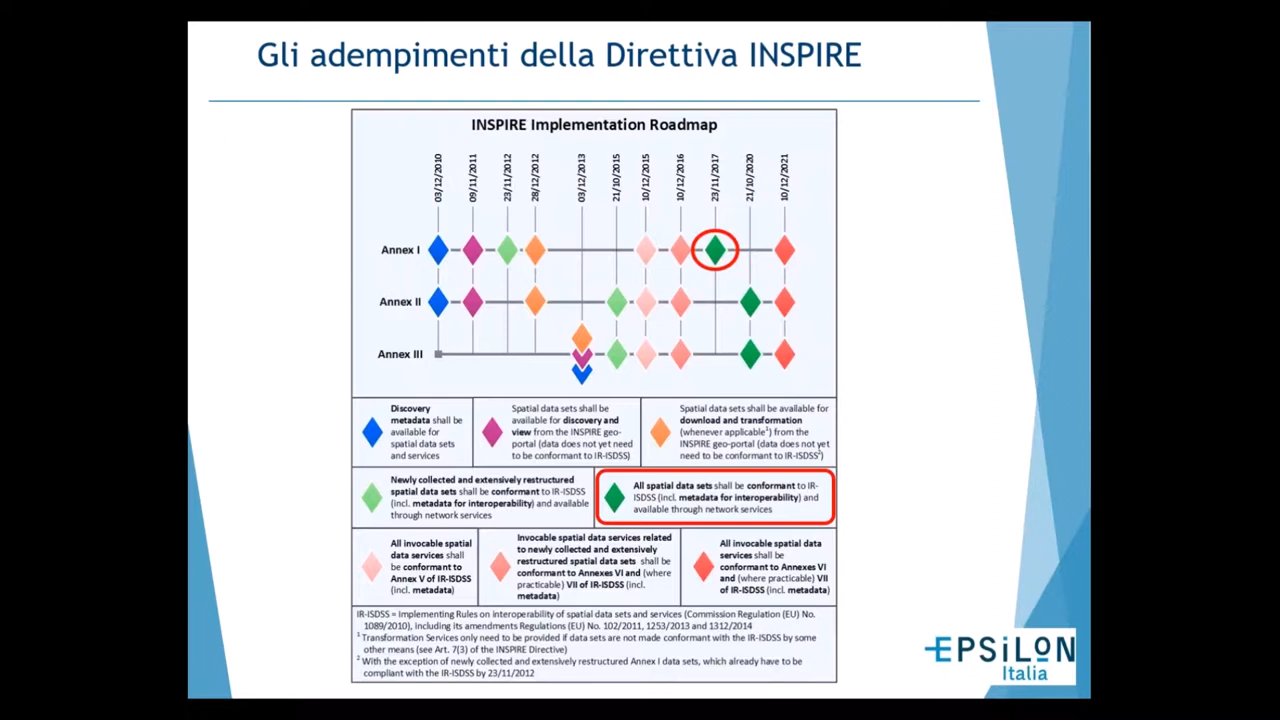 Gli adempimenti della Direttiva INSPIRE
INSPIRE Implementation Roadmap
03/12/2010
09/11/2011
23/11/2012
28/12/2012
03/12/2013
21/10/2015
10/12/2015
10/12/2016
23/11/2017
21/10/2020
10/12/2021
Annex I
Annex II
Annex III
Discovery
metadata shall be
available for
spatial data sets
and services
Spatial data sets shall be
available for discovery and
view from the INSPIRE geo-
portal (data does not yet need
to be conformant to IR-ISDSS)
Spatial data sets shall be available for
download and transformation
(whenever applicable¹) from the
INSPIRE geo-portal (data does not yet
need to be conformant to IR-ISDSS²)
Newly collected and extensively restructured
spatial data sets shall be conformant to IR-ISDSS
(incl. metadata for interoperability) and available
through network services
All spatial data sets shall be conformant to IR-
ISDSS (incl. metadata for interoperability) and
available through network services
All invocable spatial
data services shall
be conformant to
Annex V of IR-ISDSS
(incl. metadata)
Invocable spatial data services related
to newly collected and extensively
restructured spatial data sets shall be
conformant to Annexes VI and (where
practicable) VII of IR-ISDSS (incl.
metadata)
All invocable spatial data
services shall be
conformant to Annexes VI
and (where practicable) VII
of IR-ISDSS (incl. metadata)
IR-ISDSS = Implementing Rules on interoperability of spatial data sets and services (Commission Regulation (EU) No.
1089/2010), including its amendments Regulations (EU) No. 102/2011, 1253/2013 and 1312/2014
¹ Transformation Services only need to be provided if data sets are not made conformant with the IR-ISDSS by some
other means (see Art. 7(3) of the INSPIRE Directive)
² With the exception of newly collected and extensively restructured Annex I data sets, which already have to be
compliant with the IR-ISDSS by 23/11/2012
EPSILON
Italia